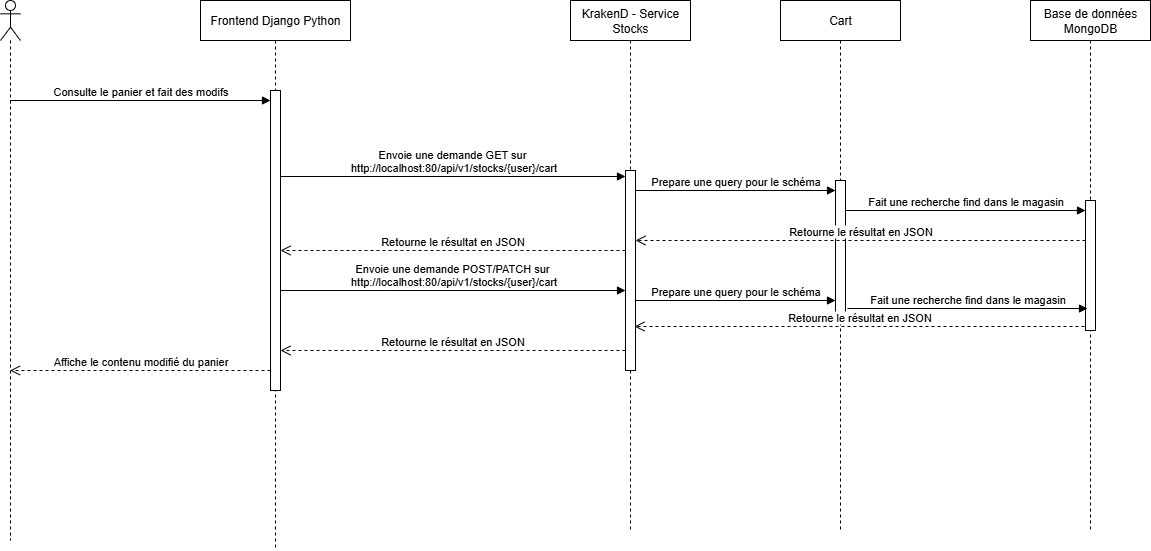 Frontend Django Python
KrakenD - Service
Stocks
Cart
Base de données
MongoDB
Consulte le panier et fait des modifs
Envoie une demande GET sur
http://localhost:80/api/v1/stocks/{user}/cart
Prepare une query pour le schéma
Fait une recherche find dans le magasin
Retourne le résultat en JSON
Retourne le résultat en JSON
Envoie une demande POST/PATCH sur
http://localhost:80/api/v1/stocks/{user}/cart
Prepare une query pour le schéma
Fait une recherche find dans le magasin
Retourne le résultat en JSON
Retourne le résultat en JSON
Affiche le contenu modifié du panier